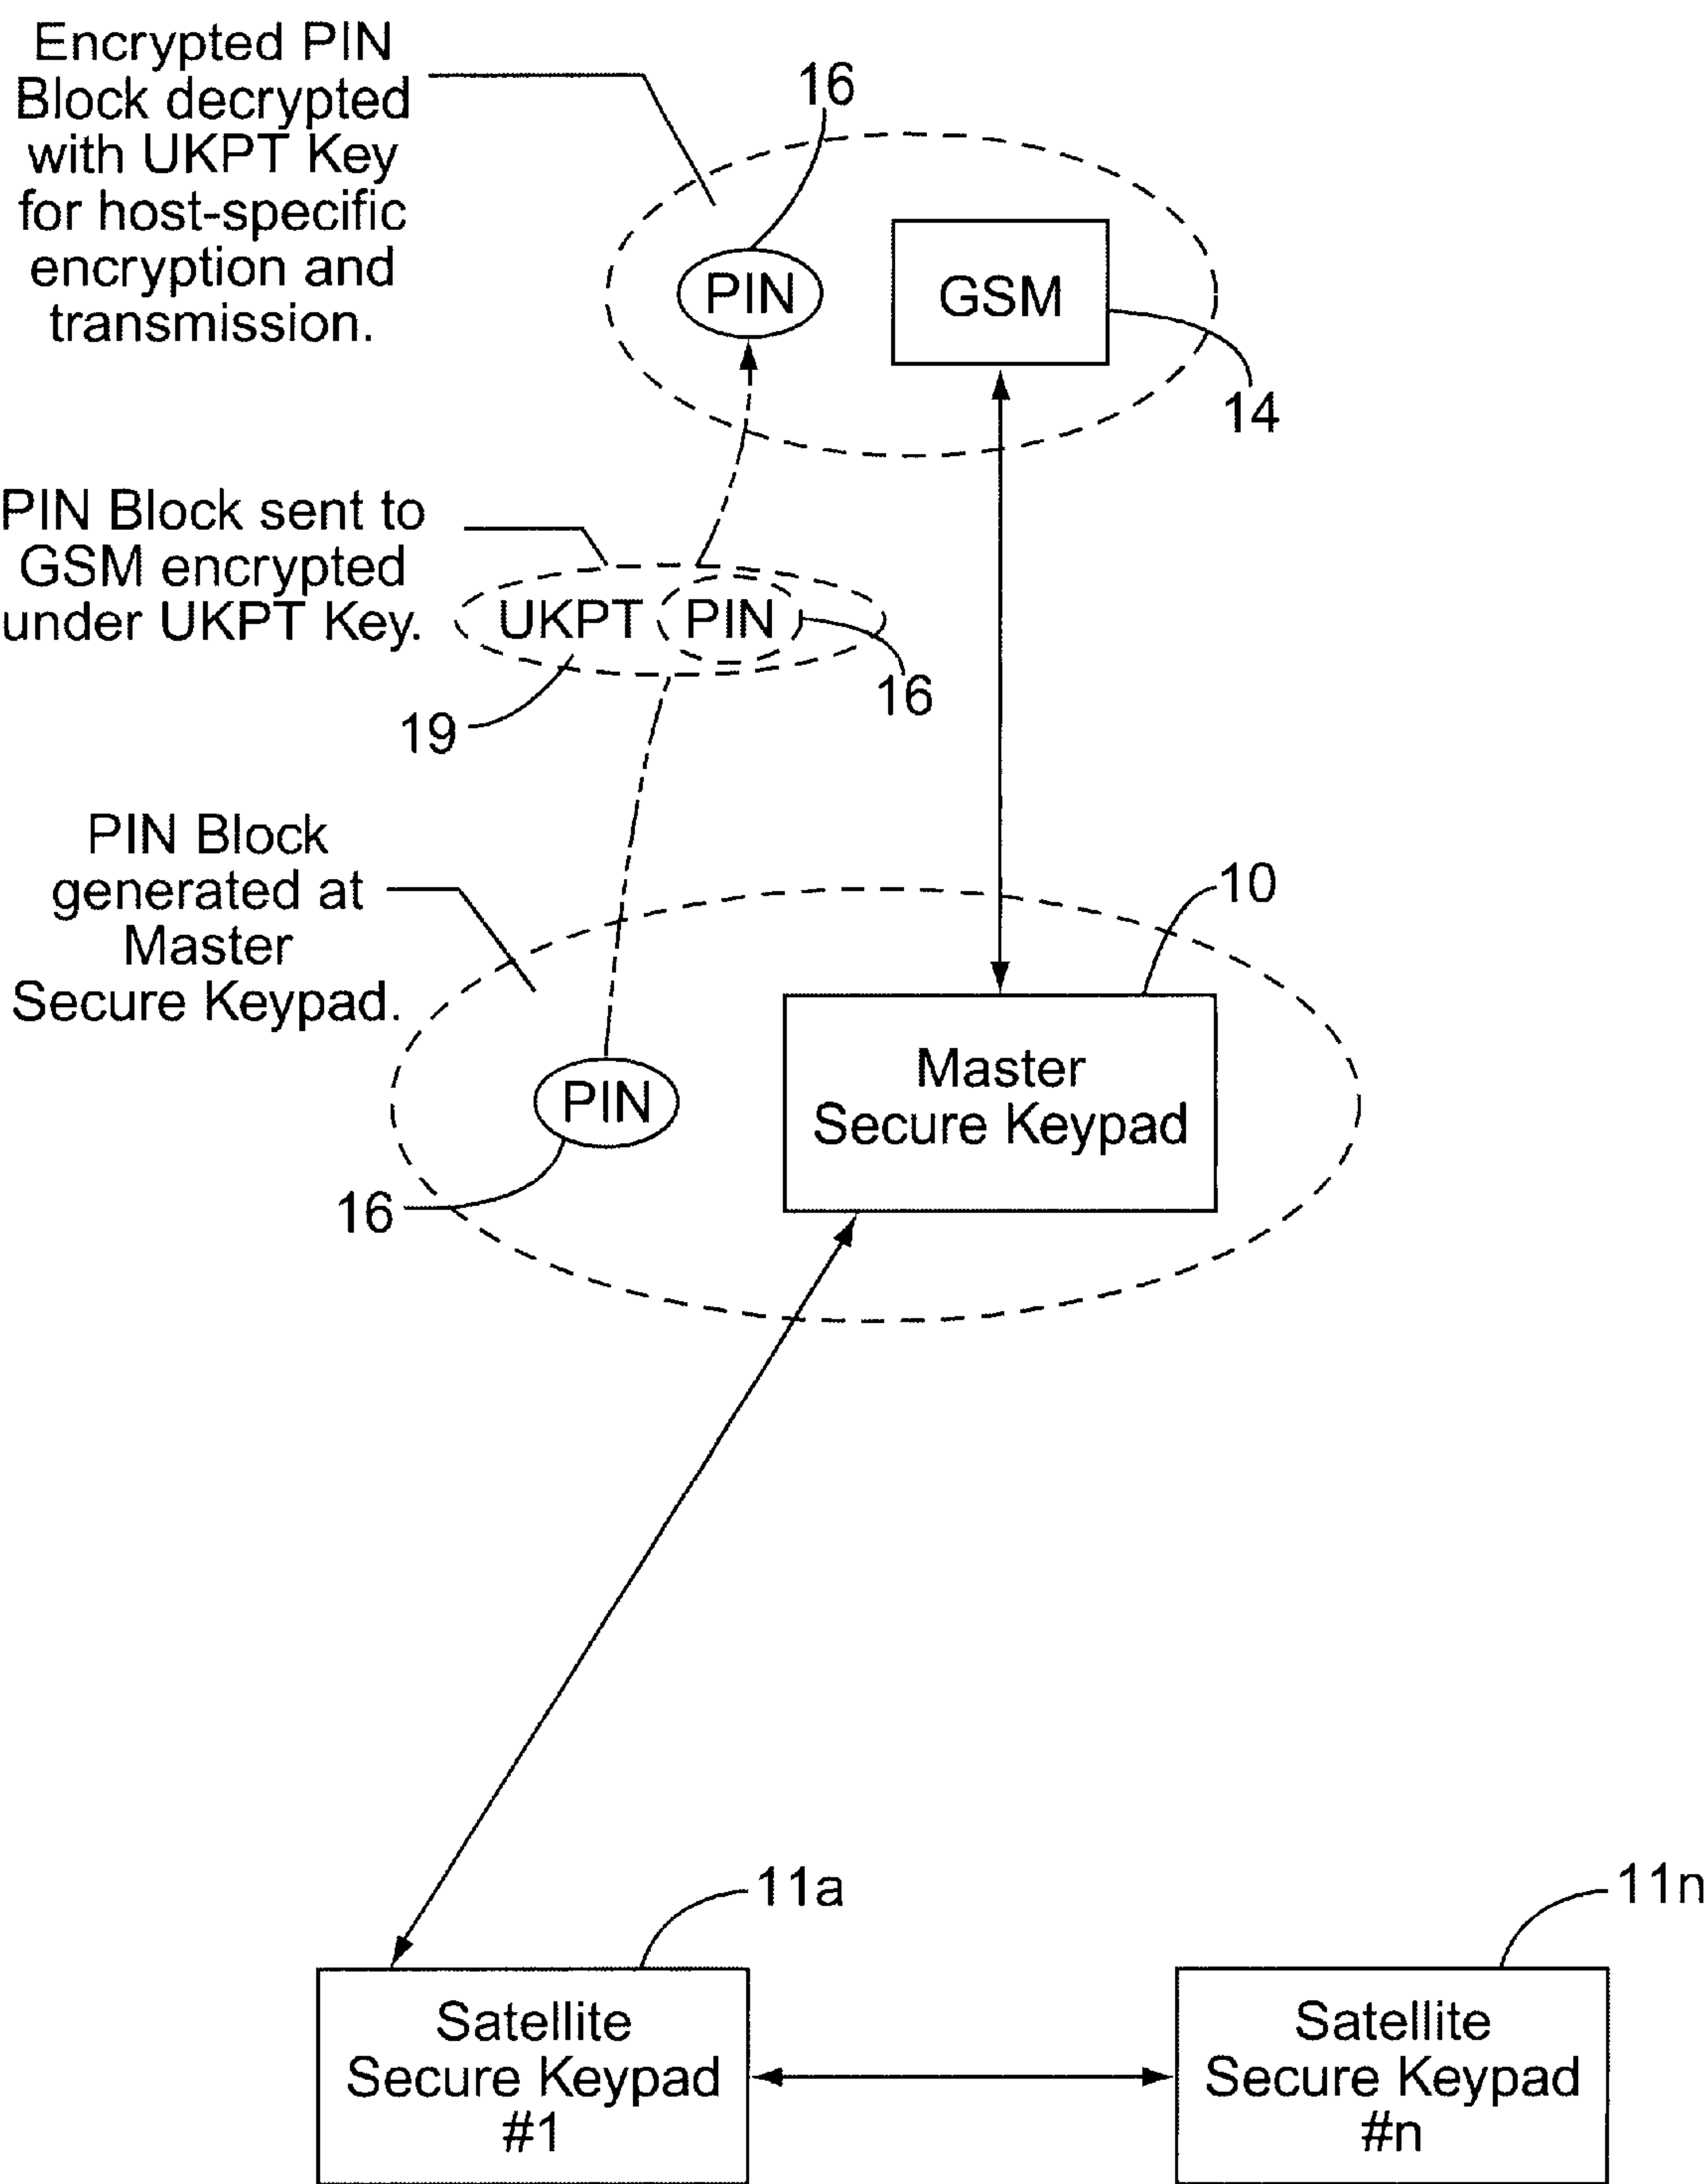 Encrypted PIN
Block decrypted
with UKPT Key
for host-specific
encryption and
transmission.
16
PIN
GSM
14
PIN Block sent to
GSM encrypted
under UKPT Key.
UKPT PIN
16
19
PIN Block
generated at
Master
Secure Keypad.
10
Master
Secure Keypad
PIN
16
11a
11n
Satellite
Secure Keypad
#1
Satellite
Secure Keypad
#n